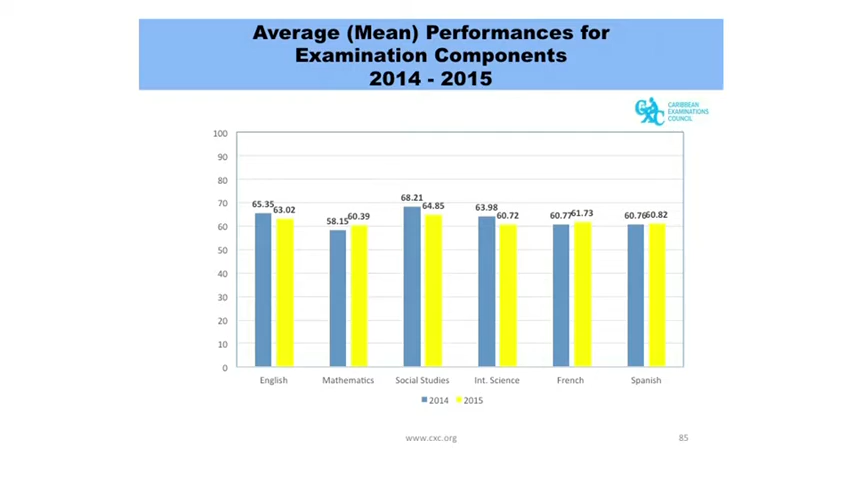 Average (Mean) Performances for
Examination Components
2014 - 2015
CXC
CARIBBEAN
EXAMINATIONS
COUNCIL
100
90
80
70
60
50
40
30
20
10
0
65.35 63.02
58.15 60.39
68.21 64.85
63.98 60.72
60.77 61.73
60.76 60.82
English Mathematics Social Studies Int. Science French Spanish
2014 2015
www.cxc.org 85